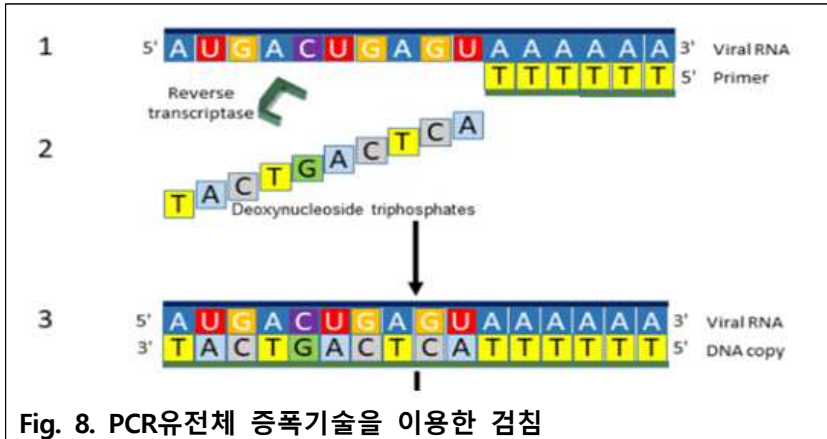 1 5' A U G A C U G A G U A A A A A A 3' Viral RNA
T T T T T T 5' Primer
Reverse
transcriptase
2
T A C T G A C T C A
Deoxynucleoside triphosphates
3 5' A U G A C U G A G U A A A A A A 3' Viral RNA
3' T A C T G A C T C A T T T T T T 5' DNA copy
Fig. 8. PCR유전체 증폭기술을 이용한 검침